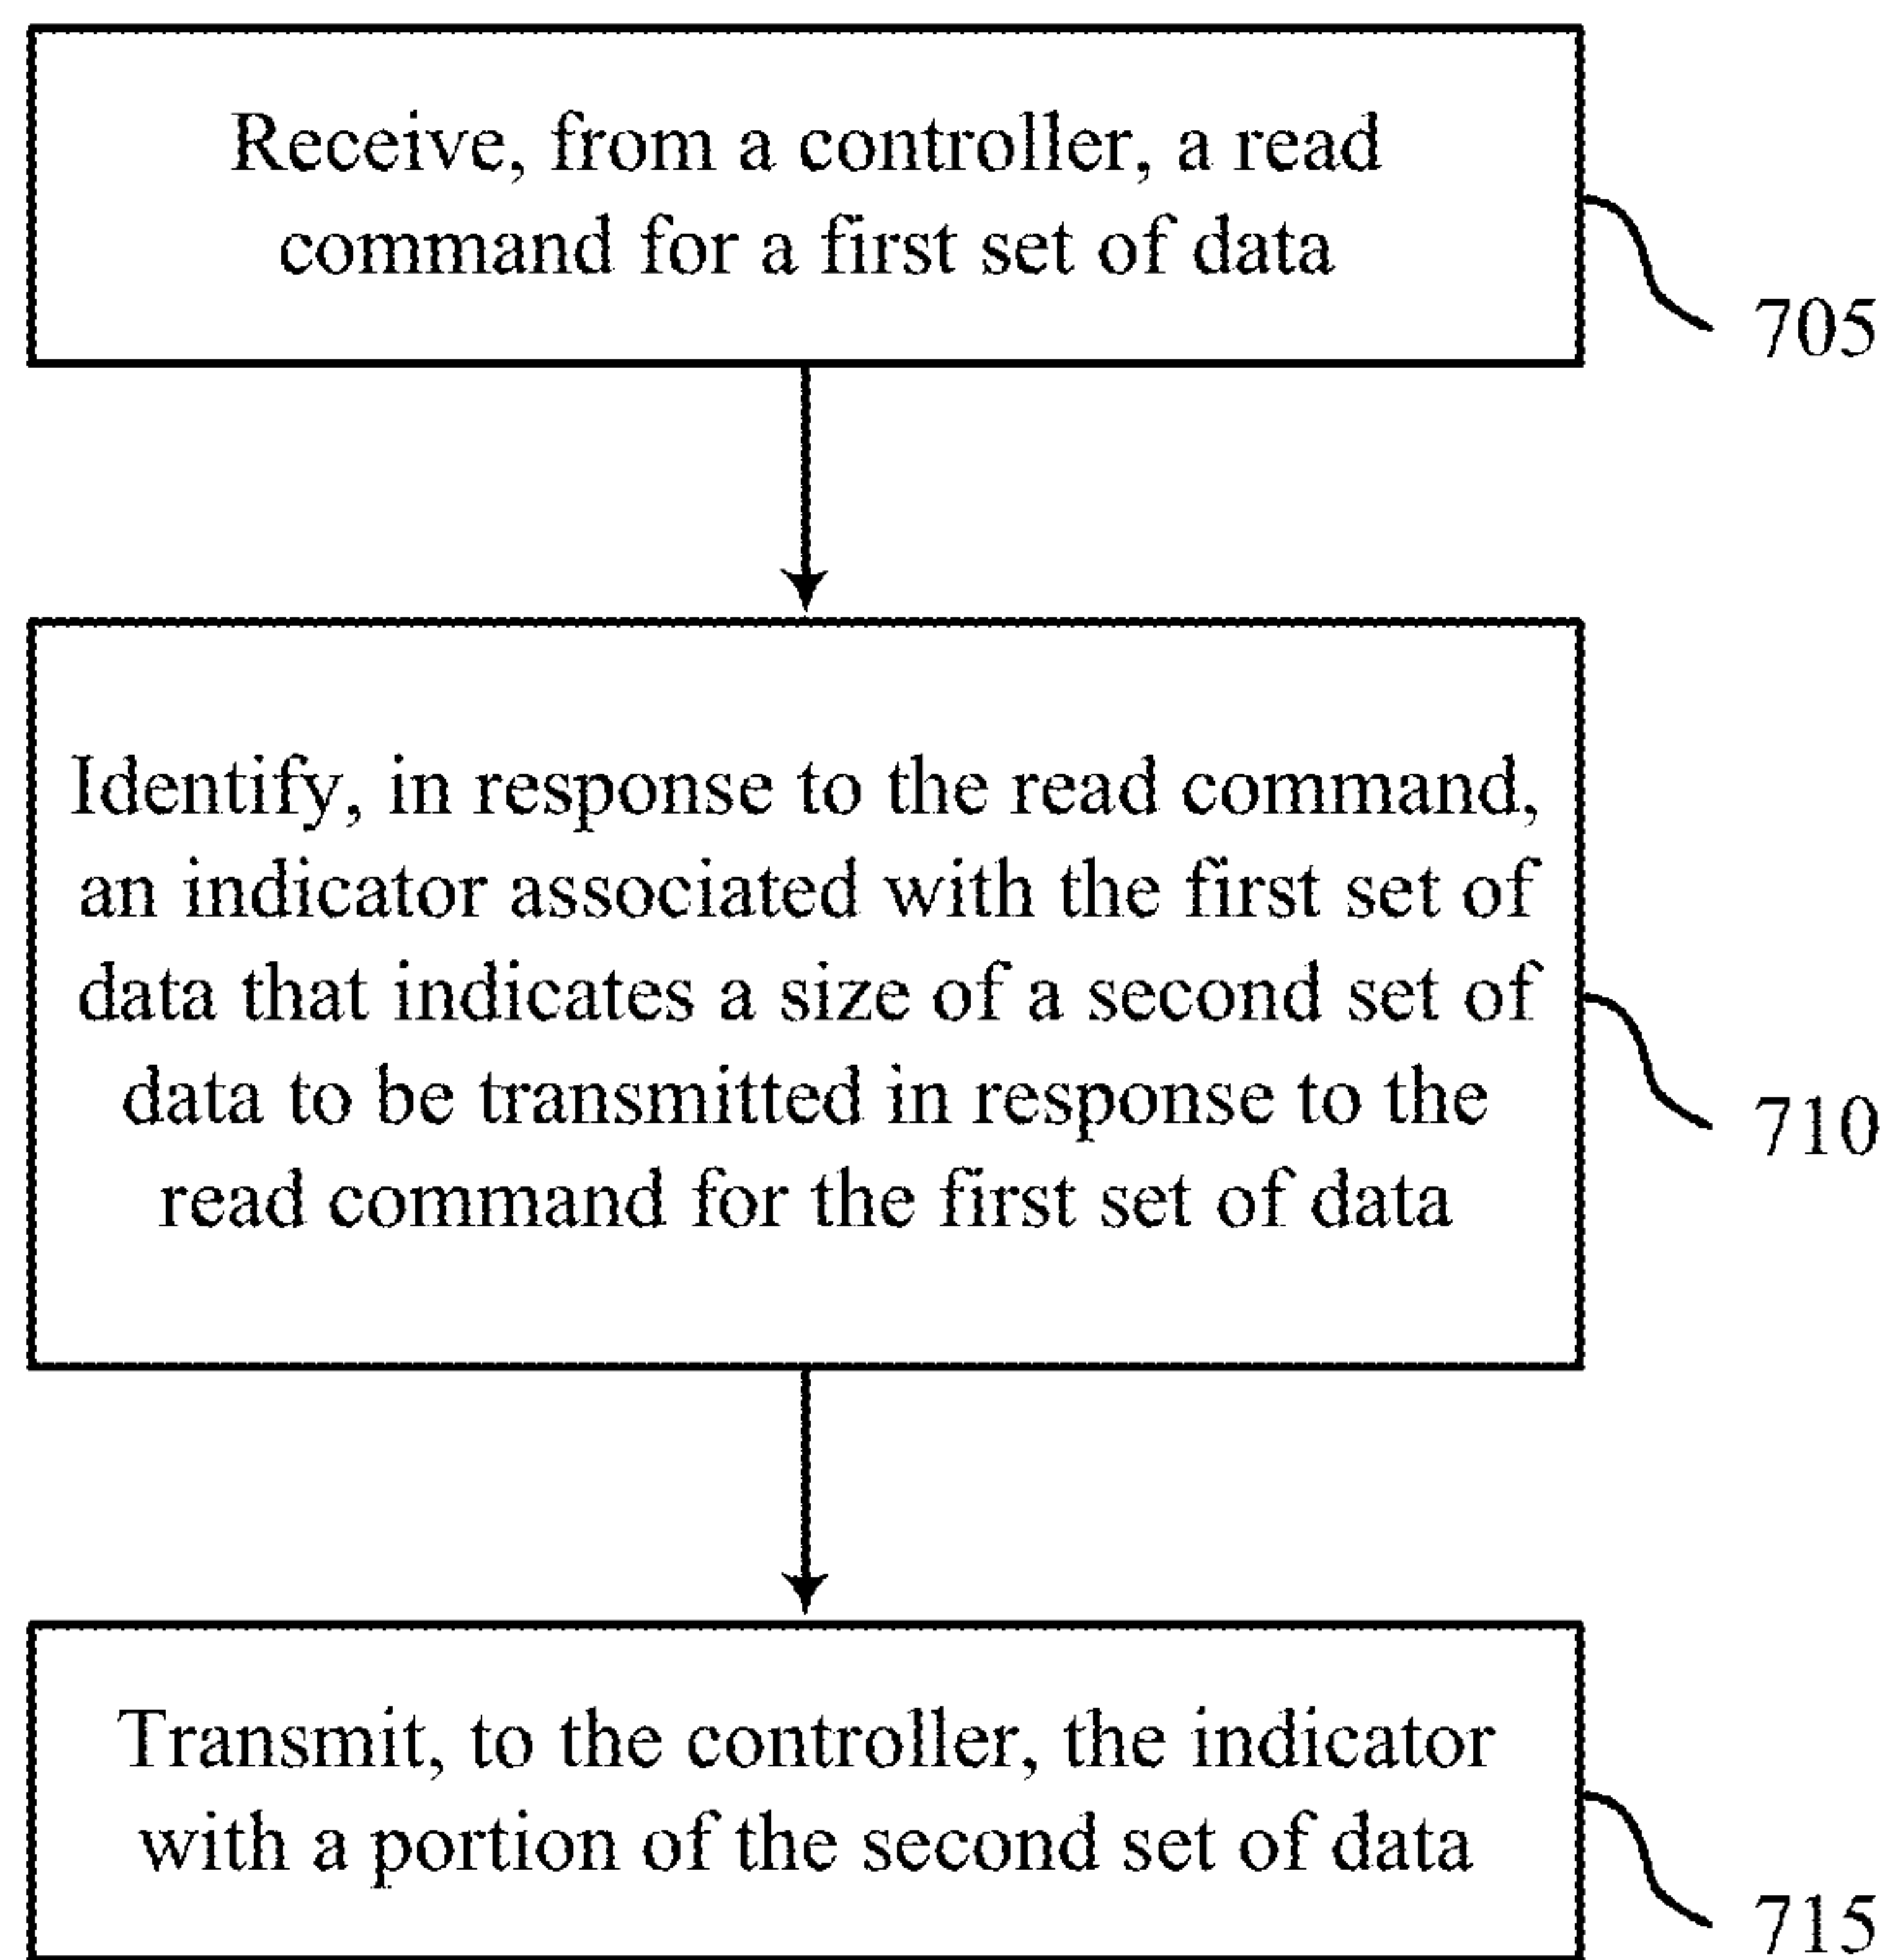 Receive, from a controller, a read
command for a first set of data
705
Identify, in response to the read command,
an indicator associated with the first set of
data that indicates a size of a second set of
data to be transmitted in response to the
read command for the first set of data
710
Transmit, to the controller, the indicator
with a portion of the second set of data
715